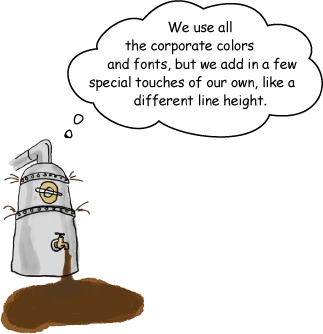 We use all
the corporate colors
and fonts, but we add in a few
special touches of our own, like a
different line height.